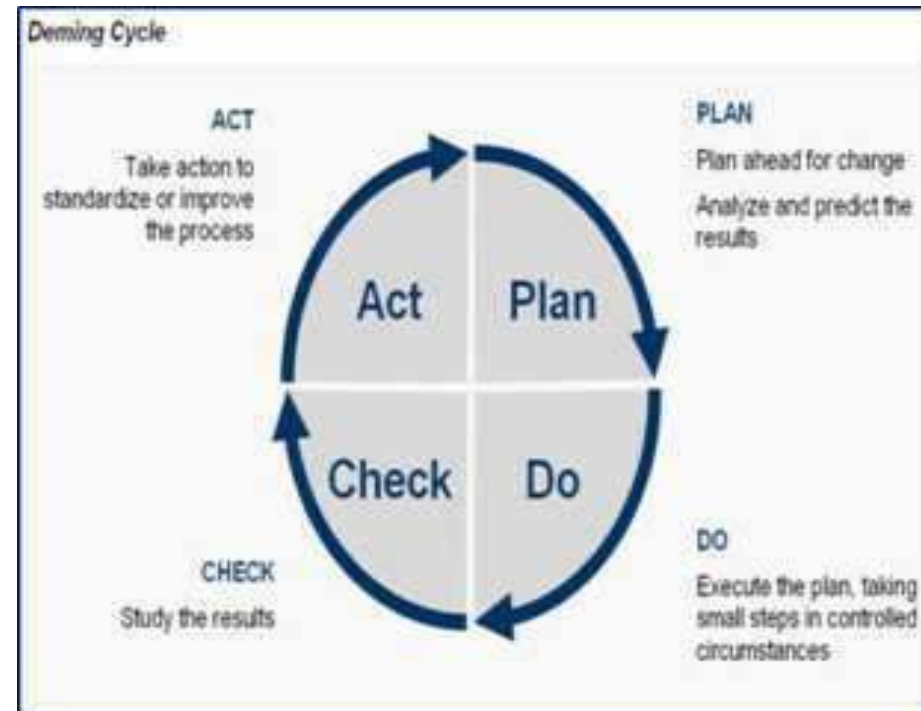 Deming Cycle
ACT
Take action to
standardize or improve
the process
PLAN
Plan ahead for change
Analyze and predict the
results
Act
Plan
Check
Do
CHECK
Study the results
DO
Execute the plan, taking
small steps in controlled
circumstances